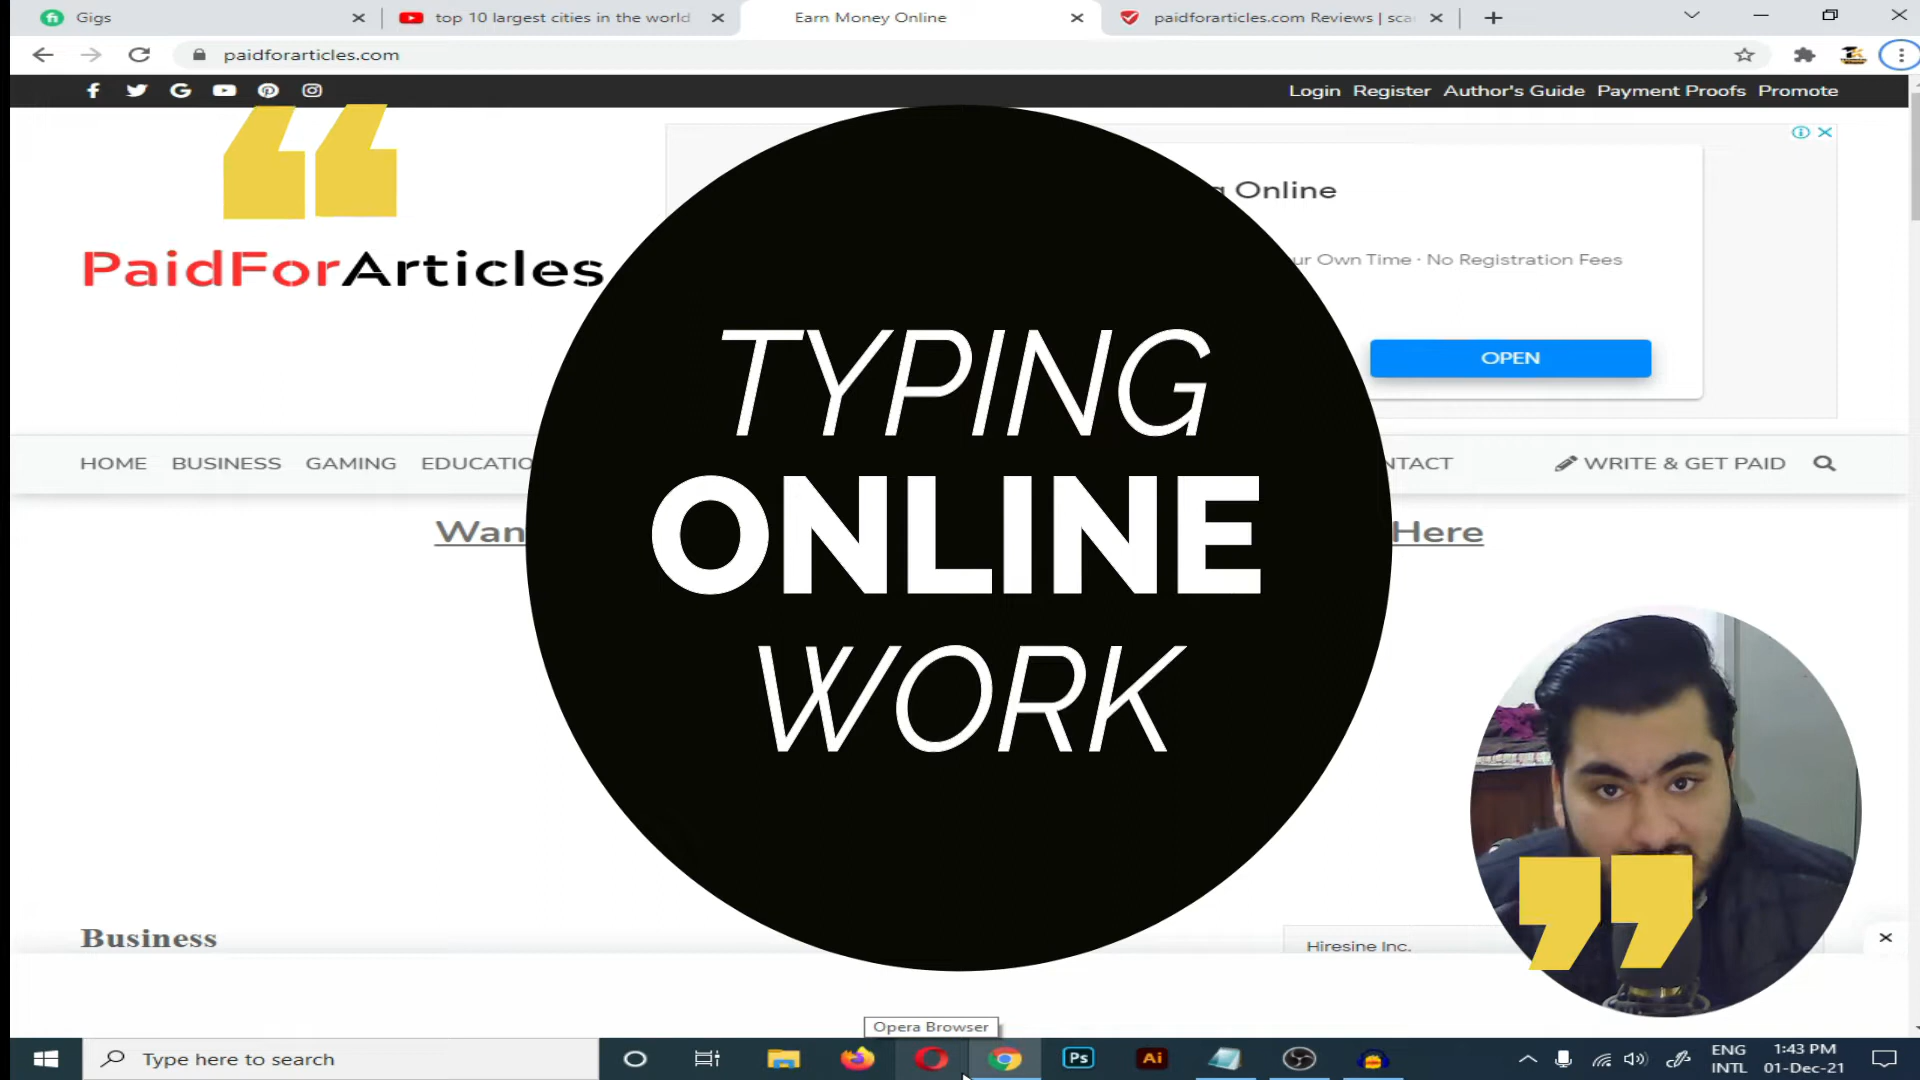 Gigs
top 10 largest cities in the world
Earn Money Online
paidforarticles.com Reviews | sca
paidforarticles.com
Login Register Author's Guide Payment Proofs Promote
“
PaidForArticles
Online
ur Own Time · No Registration Fees
OPEN
TYPING
ONLINE
WORK
HOME BUSINESS GAMING EDUCATIO
NTACT WRITE & GET PAID
Wan
Here
Business
Hiresine Inc.
”
Opera Browser
Type here to search
Ps
Ai
ENG
INTL
1:43 PM
01-Dec-21